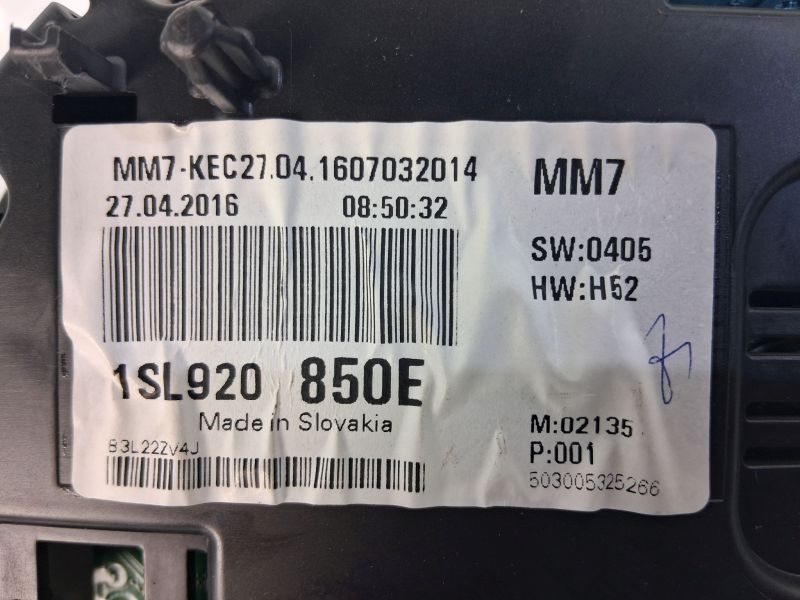 MM7-KEC27.04.1607032014
27.04.2016 08:50:32
1SL920 850E
Made in Slovakia
83L22ZV4J
MM7
SW:0405
HW:H52
M:02135
P:001
503005325266